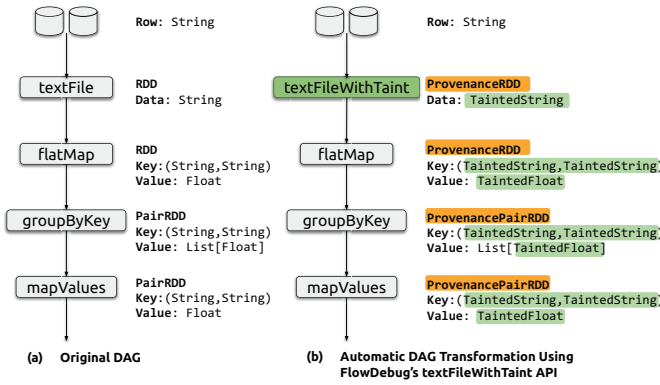 Row: String
textFile
RDD
Data: String
flatMap
RDD
Key:(String,String)
Value: Float
groupByKey
PairRDD
Key:(String,String)
Value: List[Float]
mapValues
PairRDD
Key:(String,String)
Value: Float
(a) Original DAG
Row: String
textFileWithTaint
ProvenanceRDD
Data: TaintedString
flatMap
ProvenanceRDD
Key:(TaintedString,TaintedString)
Value: TaintedFloat
groupByKey
ProvenancePairRDD
Key:(TaintedString,TaintedString)
Value: List[TaintedFloat]
mapValues
ProvenancePairRDD
Key:(TaintedString,TaintedString)
Value: TaintedFloat
(b) Automatic DAG Transformation Using
FlowDebug's textFileWithTaint API